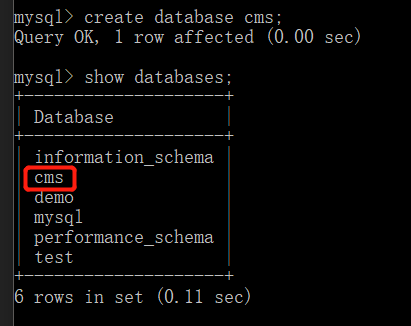 mysql> create database cms;
Query OK, 1 row affected (0.00 sec)
mysql> show databases;
+--------------------+
| Database           |
+--------------------+
| information_schema |
| cms                |
| demo               |
| mysql              |
| performance_schema |
| test               |
+--------------------+
6 rows in set (0.11 sec)